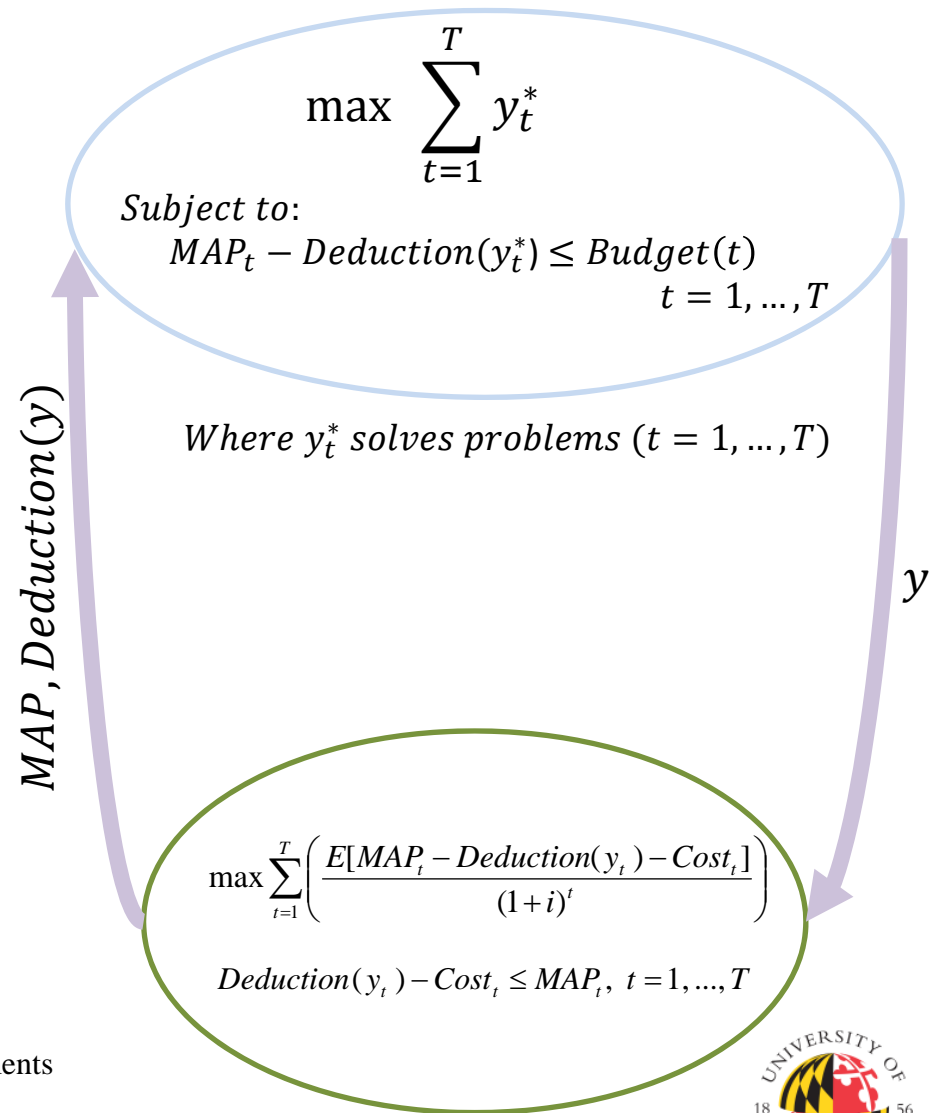 max ∑_{t=1}^{T} y_t^*
Subject to:
MAP_t − Deduction(y_t^*) ≤ Budget(t)
t = 1, … , T
Where y_t^* solves problems (t = 1, … , T)
MAP, Deduction(y)
y
max ∑_{t=1}^{T} ( E[MAP_t − Deduction(y_t) − Cost_t] / (1+i)^t )
Deduction(y_t) − Cost_t ≤ MAP_t, t = 1, ..., T
ents
UNIVERSITY OF
18 56